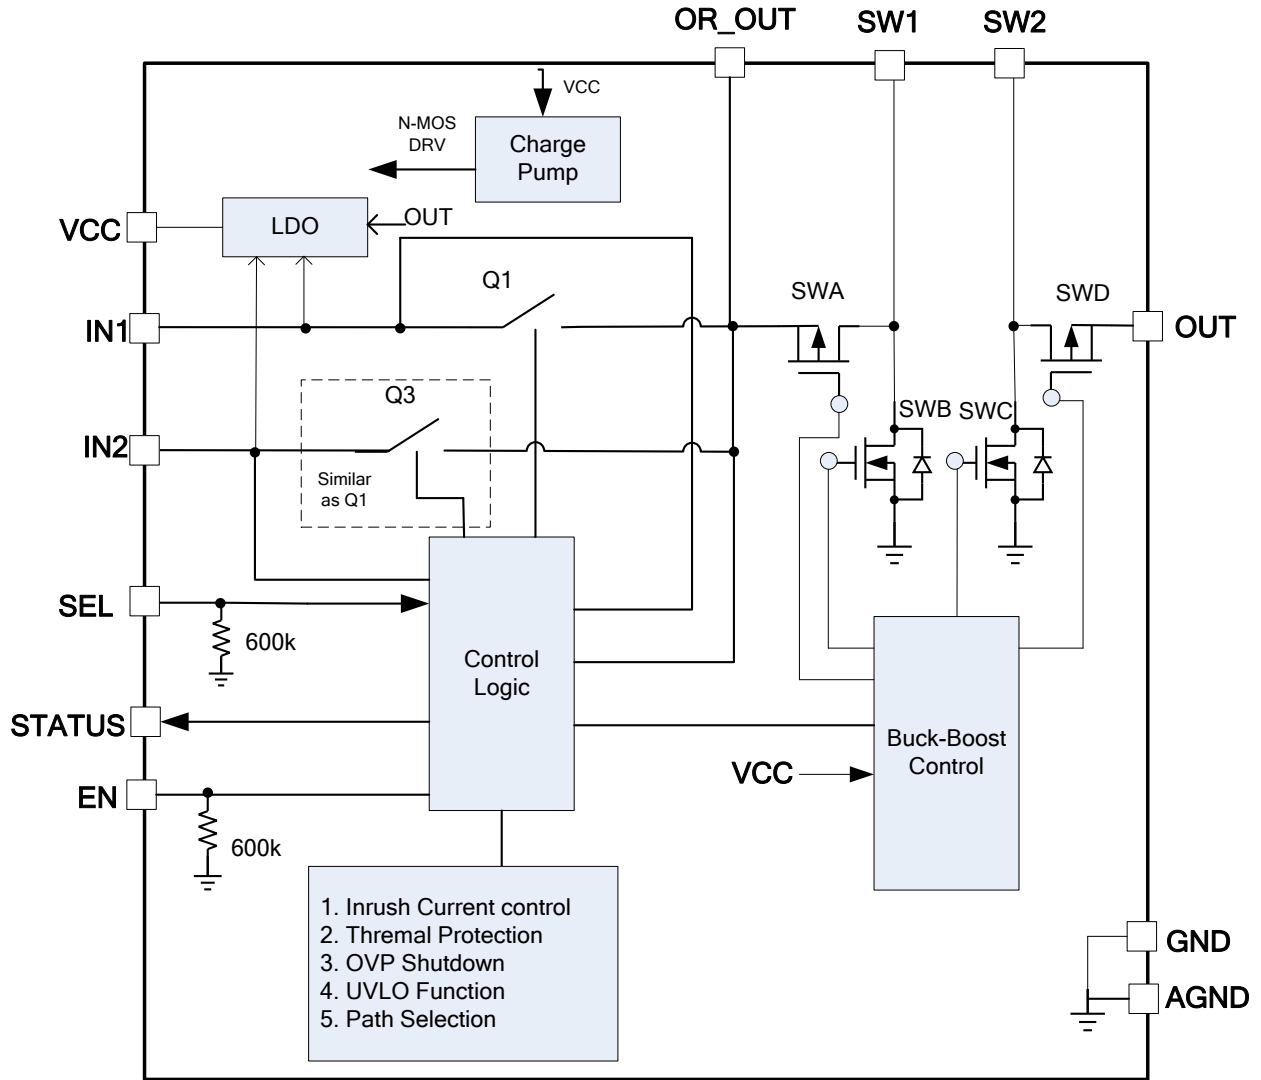 OR_OUT
SW1
SW2
VCC
N-MOS
DRV
Charge
Pump
VCC
LDO
OUT
Q1
SWA
SWD
IN1
OUT
Q3
IN2
SWB
SWC
Similar
as Q1
SEL
600k
Control
Logic
STATUS
Buck-Boost
Control
VCC
EN
600k
1. Inrush Current control
2. Thremal Protection
3. OVP Shutdown
4. UVLO Function
5. Path Selection
GND
AGND